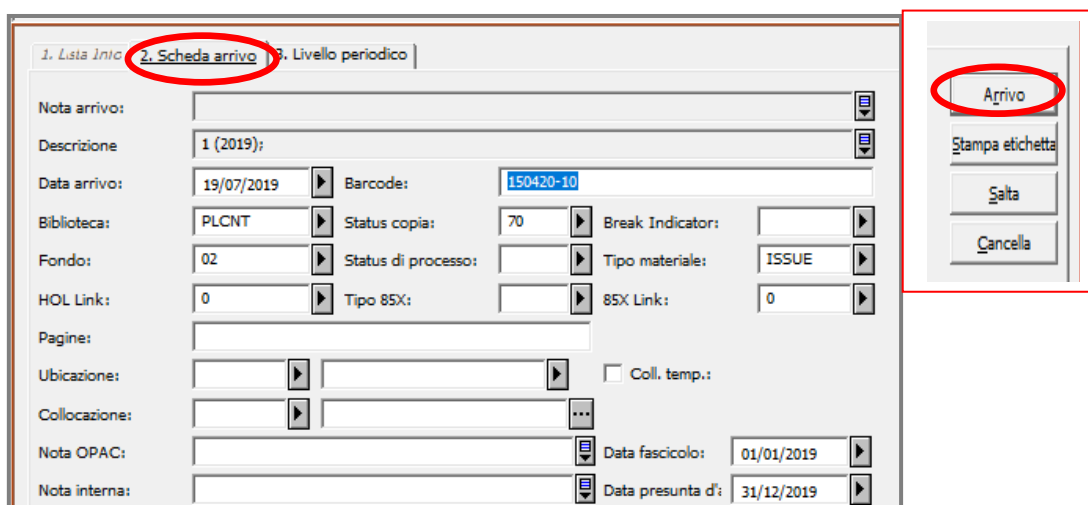 1. Lista Into 2. Scheda arrivo 3. Livello periodico
Nota arrivo:
Descrizione 1 (2019);
Data arrivo: 19/07/2019 Barcode: 150420-10
Biblioteca: PLCNT Status copia: 70 Break Indicator:
Fondo: 02 Status di processo: Tipo materiale: ISSUE
HOL Link: 0 Tipo 85X: 85X Link: 0
Pagine:
Ubicazione: Coll. temp.:
Collocazione: ...
Nota OPAC: Data fascicolo: 01/01/2019
Nota interna: Data presunta d'a 31/12/2019
Arrivo
Stampa etichetta
Salta
Cancella